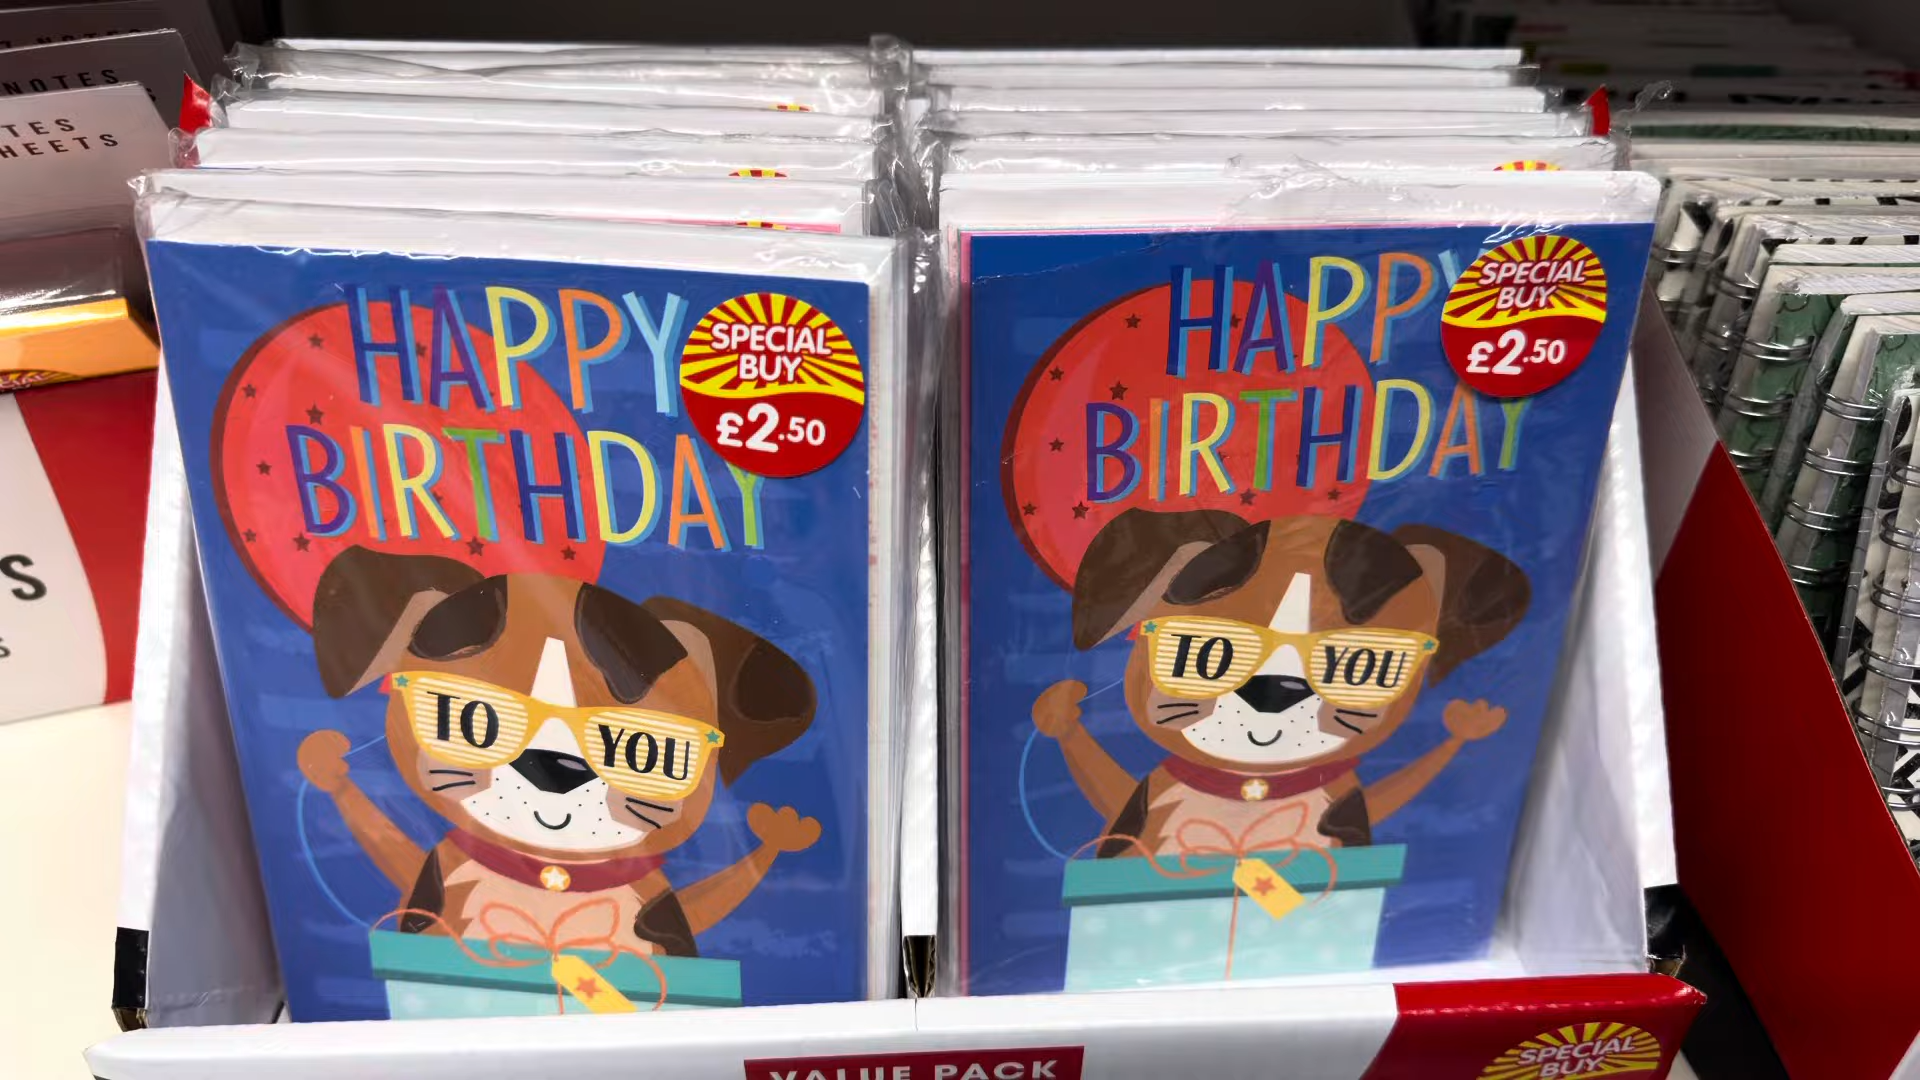 NOTES
NOTES
TES
HEETS
HAPPY
BIRTHDAY
SPECIAL
BUY
£2.50
TO YOU
HAPPY
BIRTHDAY
SPECIAL
BUY
£2.50
TO YOU
S
VALUE PACK
SPECIAL
BUY